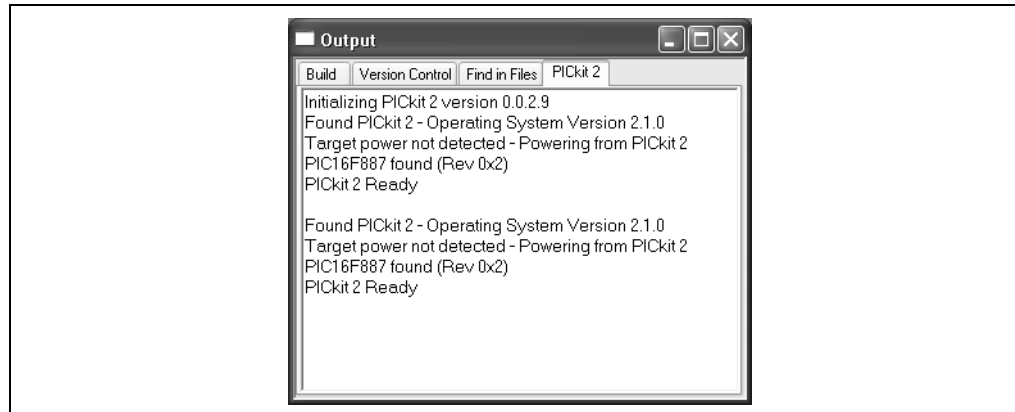 Output
Build Version Control Find in Files PICkit 2
Initializing PICkit 2 version 0.0.2.9
Found PICkit 2 - Operating System Version 2.1.0
Target power not detected - Powering from PICkit 2
PIC16F887 found (Rev 0x2)
PICkit 2 Ready
Found PICkit 2 - Operating System Version 2.1.0
Target power not detected - Powering from PICkit 2
PIC16F887 found (Rev 0x2)
PICkit 2 Ready